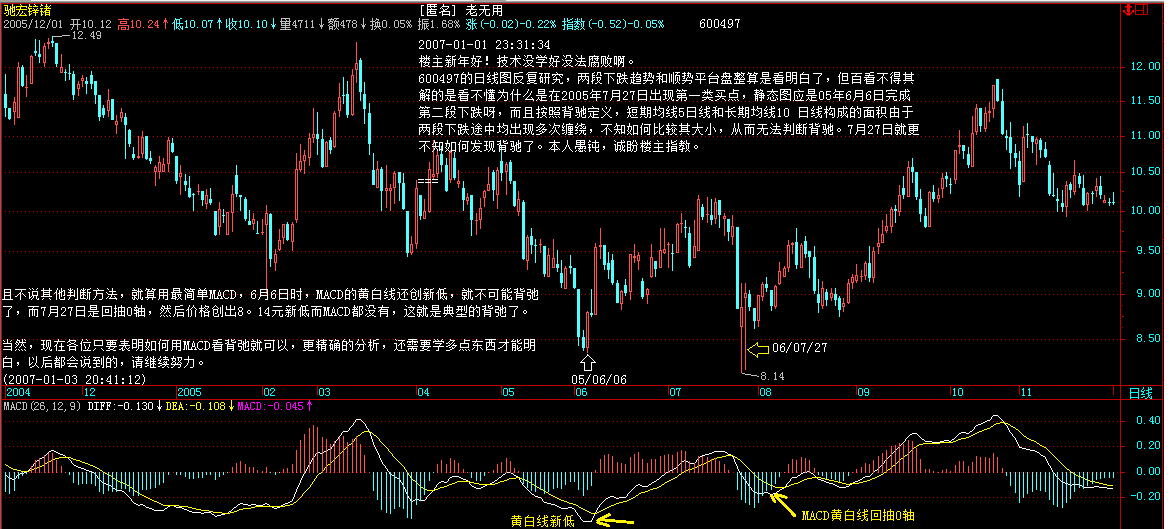 驰宏锌锗
[匿名] 老无用
2005/12/01 开10.12 高10.24↑低10.07↑收10.10↓量4711↓额478↓换0.05% 振1.68% 涨(-0.02)-0.22% 指数(-0.52)-0.05% 600497
12.49
2007-01-01 23:31:34
楼主新年好！技术没学好没法腐败啊。
600497的日线图反复研究，两段下跌趋势和顺势平台盘整算是看明白了，但百看不得其
解的是看不懂为什么是在2005年7月27日出现第一类买点，静态图应是05年6月6日完成
第二段下跌呀，而且按照背驰定义，短期均线5日线和长期均线10 日线构成的面积由于
两段下跌途中均出现多次缠绕，不知如何比较其大小，从而无法判断背驰。7月27日就更
不知如何发现背驰了。本人愚钝，诚盼楼主指教。
===
12.00
11.50
11.00
10.50
10.00
9.50
9.00
8.50
且不说其他判断方法，就算用最简单MACD，6月6日时，MACD的黄白线还创新低，就不可能背弛
了，而7月27日是回抽0轴，然后价格创出8。14元新低而MACD都没有，这就是典型的背弛了。
当然，现在各位只要表明如何用MACD看背弛就可以，更精确的分析，还需要学多点东西才能明
白，以后都会说到的，请继续努力。
(2007-01-03 20:41:12)
05/06/06
06/07/27
8.14
2004 12 2005 02 03 04 05 06 07 08 09 10 11 日线
MACD(26,12,9) DIFF:-0.130↓DEA:-0.108↓MACD:-0.045↑
0.40
0.20
0.00
-0.20
黄白线新低
MACD黄白线回抽0轴